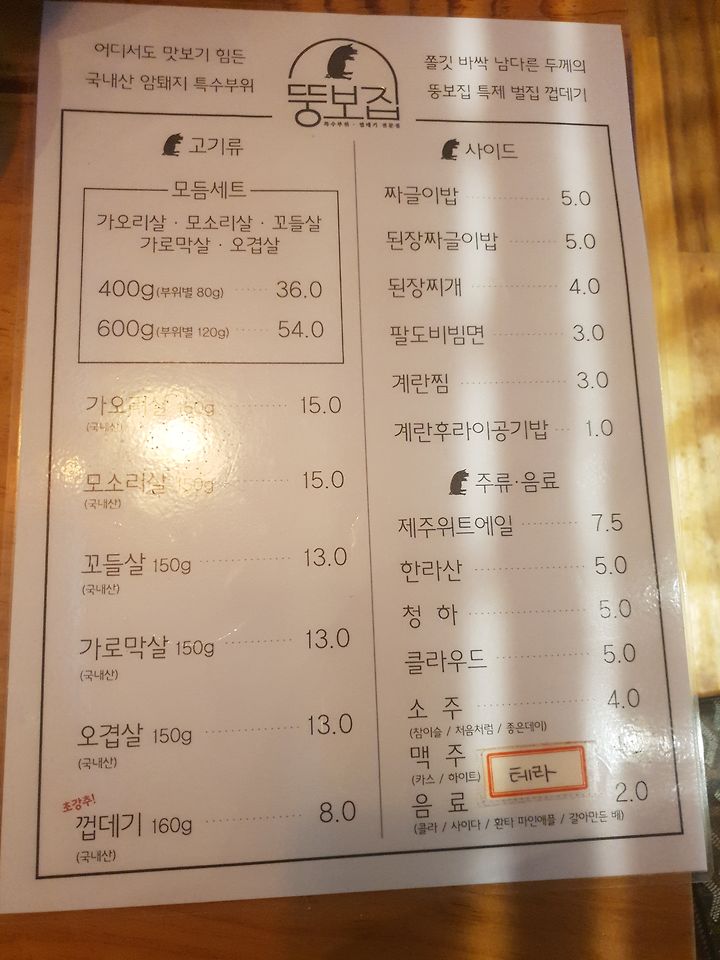 어디서도 맛보기 힘든
국내산 암퇘지 특수부위
뚱보집
특수부위 · 껍데기 전문점
쫄깃 바싹 남다른 두께의
뚱보집 특제 벌집 껍데기
고기류
모듬세트
가오리살 · 모소리살 · 꼬들살
가로막살 · 오겹살
400g(부위별 80g) 36.0
600g(부위별 120g) 54.0
가오리살 150g 15.0
(국내산)
모소리살 150g 15.0
(국내산)
꼬들살 150g 13.0
(국내산)
가로막살 150g 13.0
(국내산)
오겹살 150g 13.0
(국내산)
초강추!
껍데기 160g 8.0
(국내산)
사이드
짜글이밥 5.0
된장짜글이밥 5.0
된장찌개 4.0
팔도비빔면 3.0
계란찜 3.0
계란후라이공기밥 1.0
주류·음료
제주위트에일 7.5
한라산 5.0
청 하 5.0
클라우드 5.0
소 주 4.0
(참이슬 / 처음처럼 / 좋은데이)
맥 주
(카스 / 하이트) 테라
음 료 2.0
(콜라 / 사이다 / 환타 파인애플 / 갈아만든 배)